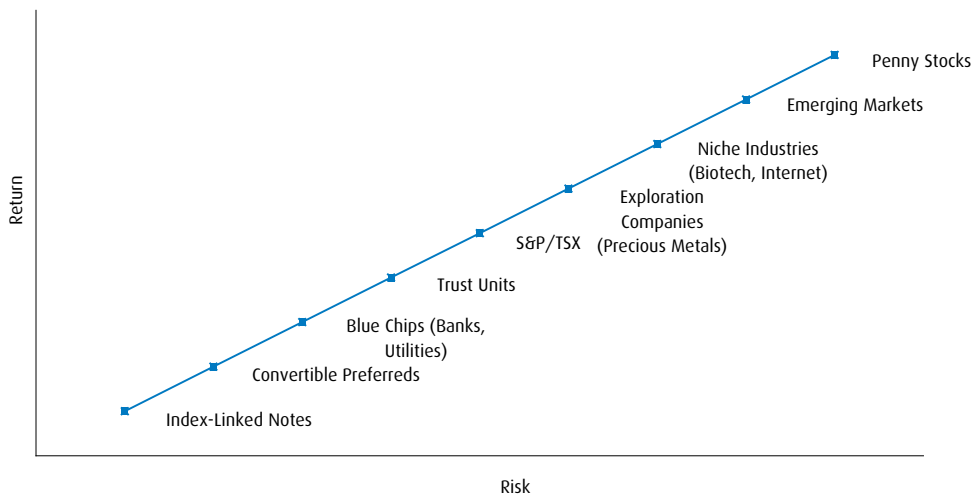 Penny Stocks
Emerging Markets
Niche Industries
(Biotech, Internet)
Exploration
Companies
(Precious Metals)
S&P/TSX
Trust Units
Blue Chips (Banks,
Utilities)
Convertible Preferreds
Index-Linked Notes
Return
Risk